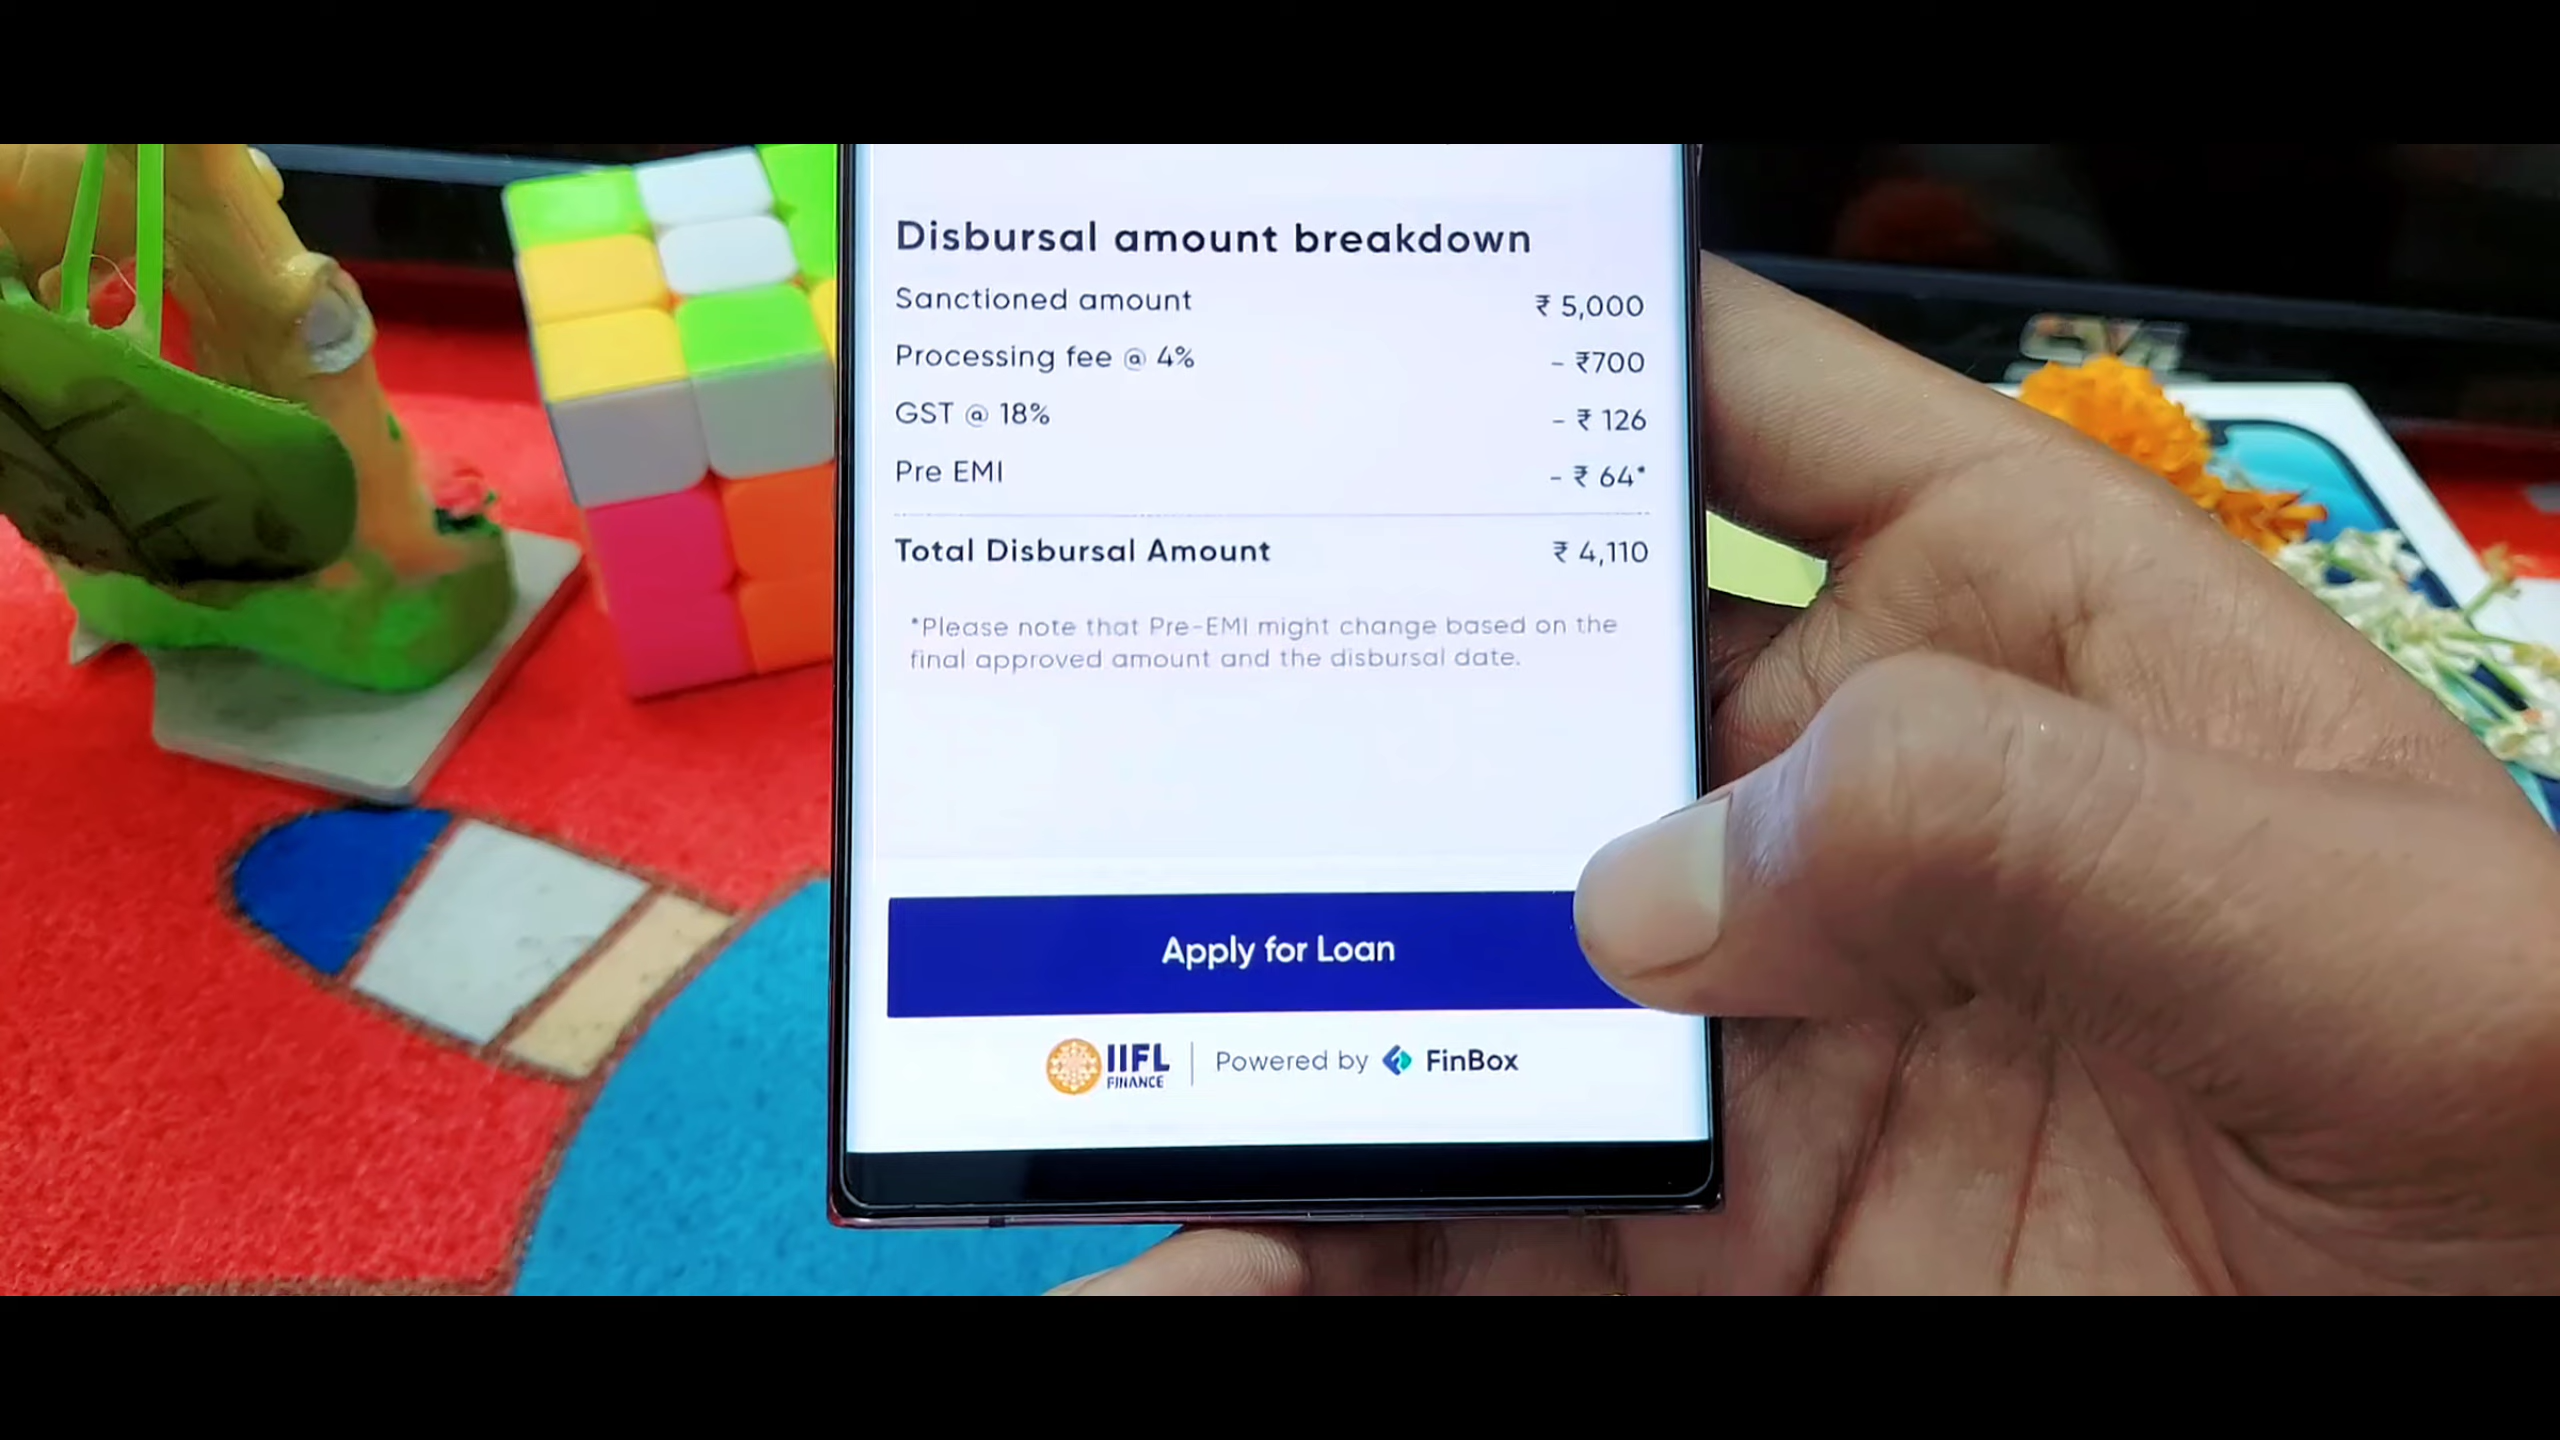 Disbursal amount breakdown
Sanctioned amount ₹ 5,000
Processing fee @ 4% - ₹700
GST @ 18% - ₹ 126
Pre EMI - ₹ 64*
Total Disbursal Amount ₹ 4,110
*Please note that Pre-EMI might change based on the
final approved amount and the disbursal date.
Apply for Loan
IIFL
FINANCE
Powered by FinBox